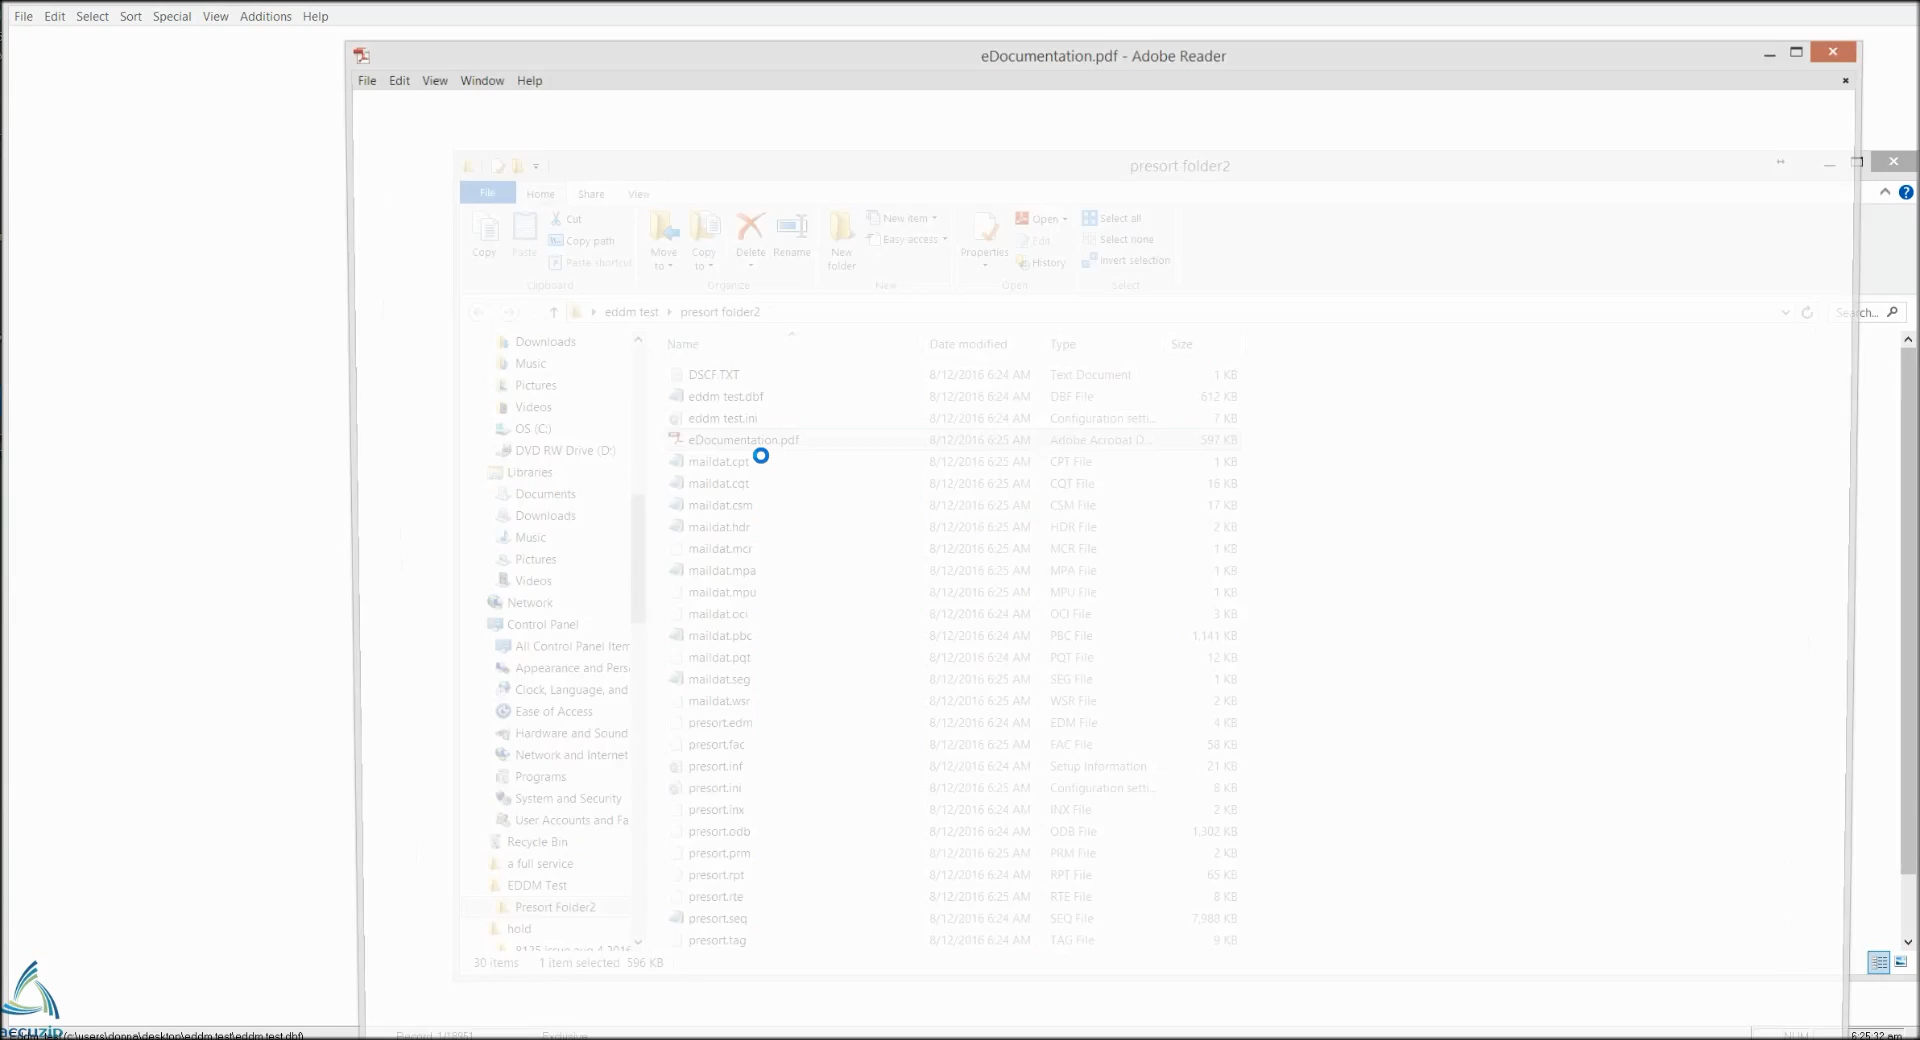 File Edit Select Sort Special View Additions Help
eDocumentation.pdf - Adobe Reader
File Edit View Window Help
presort folder2
File Home Share View
Copy
Paste
Cut
Copy path
Paste shortcut
Clipboard
Move to
Copy to
Delete
Rename
Organize
New folder
New item
Easy access
New
Properties
Open
Edit
History
Open
Select all
Select none
Invert selection
Select
eddm test presort folder2
Search...
Downloads
Music
Pictures
Videos
OS (C:)
DVD RW Drive (D:)
Libraries
Documents
Downloads
Music
Pictures
Videos
Network
Control Panel
All Control Panel Item
Appearance and Pers
Clock, Language, and
Ease of Access
Hardware and Sound
Network and Internet
Programs
System and Security
User Accounts and Fa
Recycle Bin
a full service
EDDM Test
Presort Folder2
hold
Name Date modified Type Size
DSCF.TXT 8/12/2016 6:24 AM Text Document 1 KB
eddm test.dbf 8/12/2016 6:24 AM DBF File 612 KB
eddm test.ini 8/12/2016 6:24 AM Configuration setti... 7 KB
eDocumentation.pdf 8/12/2016 6:25 AM Adobe Acrobat D... 597 KB
maildat.cpt 8/12/2016 6:25 AM CPT File 1 KB
maildat.cqt 8/12/2016 6:25 AM CQT File 16 KB
maildat.csm 8/12/2016 6:25 AM CSM File 17 KB
maildat.hdr 8/12/2016 6:25 AM HDR File 2 KB
maildat.mcr 8/12/2016 6:25 AM MCR File 1 KB
maildat.mpa 8/12/2016 6:25 AM MPA File 1 KB
maildat.mpu 8/12/2016 6:25 AM MPU File 1 KB
maildat.oci 8/12/2016 6:24 AM OCI File 3 KB
maildat.pbc 8/12/2016 6:25 AM PBC File 1,141 KB
maildat.pqt 8/12/2016 6:24 AM PQT File 12 KB
maildat.seg 8/12/2016 6:25 AM SEG File 1 KB
maildat.wsr 8/12/2016 6:25 AM WSR File 2 KB
presort.edm 8/12/2016 6:24 AM EDM File 4 KB
presort.fac 8/12/2016 6:25 AM FAC File 58 KB
presort.inf 8/12/2016 6:24 AM Setup Information 21 KB
presort.ini 8/12/2016 6:25 AM Configuration setti... 8 KB
presort.inx 8/12/2016 6:24 AM INX File 2 KB
presort.odb 8/12/2016 6:24 AM ODB File 1,302 KB
presort.prm 8/12/2016 6:25 AM PRM File 2 KB
presort.rpt 8/12/2016 6:24 AM RPT File 65 KB
presort.rte 8/12/2016 6:25 AM RTE File 8 KB
presort.seq 8/12/2016 6:24 AM SEQ File 7,988 KB
presort.tag 8/12/2016 6:24 AM TAG File 9 KB
30 items 1 item selected 596 KB
accuzip
Eddm_test (c:\users\donna\desktop\eddm test\eddm test.dbf) Record 1/18951 Exclusive NUM 6:25:32 am